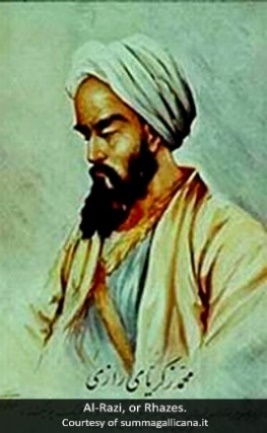 محمد زکریای رازی
Al-Razi, or Rhazes.
Courtesy of summagallicana.it